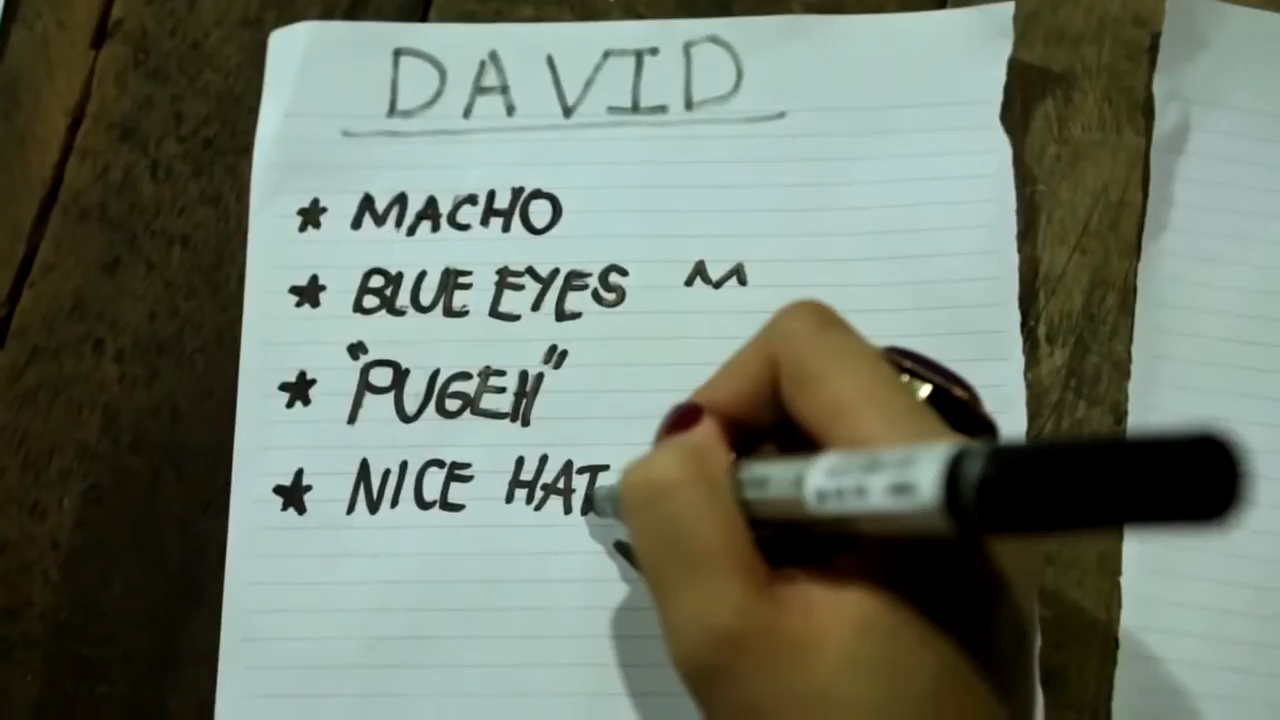 DAVID
★ MACHO
★ BLUE EYES ^^
★ "PUGEH"
★ NICE HAT